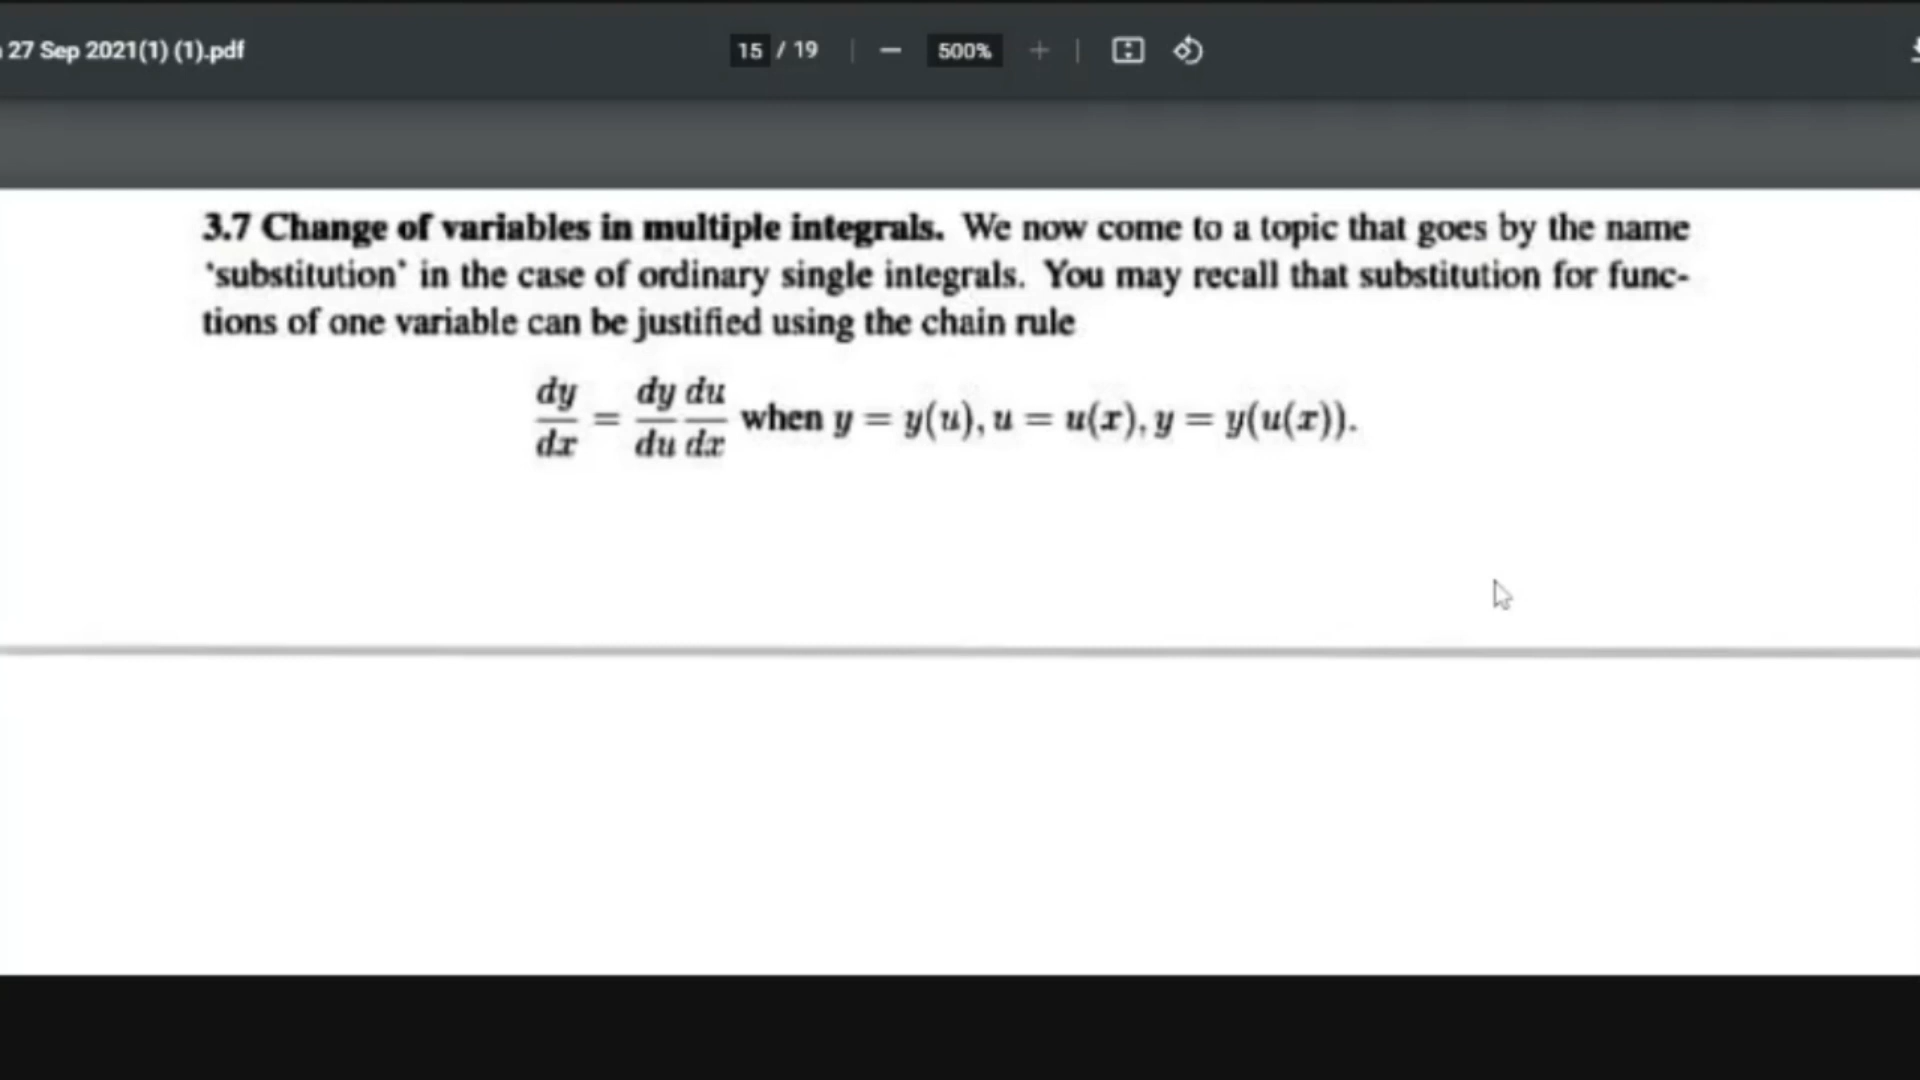 27 Sep 2021(1) (1).pdf
15 / 19
500%
3.7 Change of variables in multiple integrals. We now come to a topic that goes by the name
‘substitution’ in the case of ordinary single integrals. You may recall that substitution for func-
tions of one variable can be justified using the chain rule
dy/dx = dy/du du/dx when y = y(u), u = u(x), y = y(u(x)).